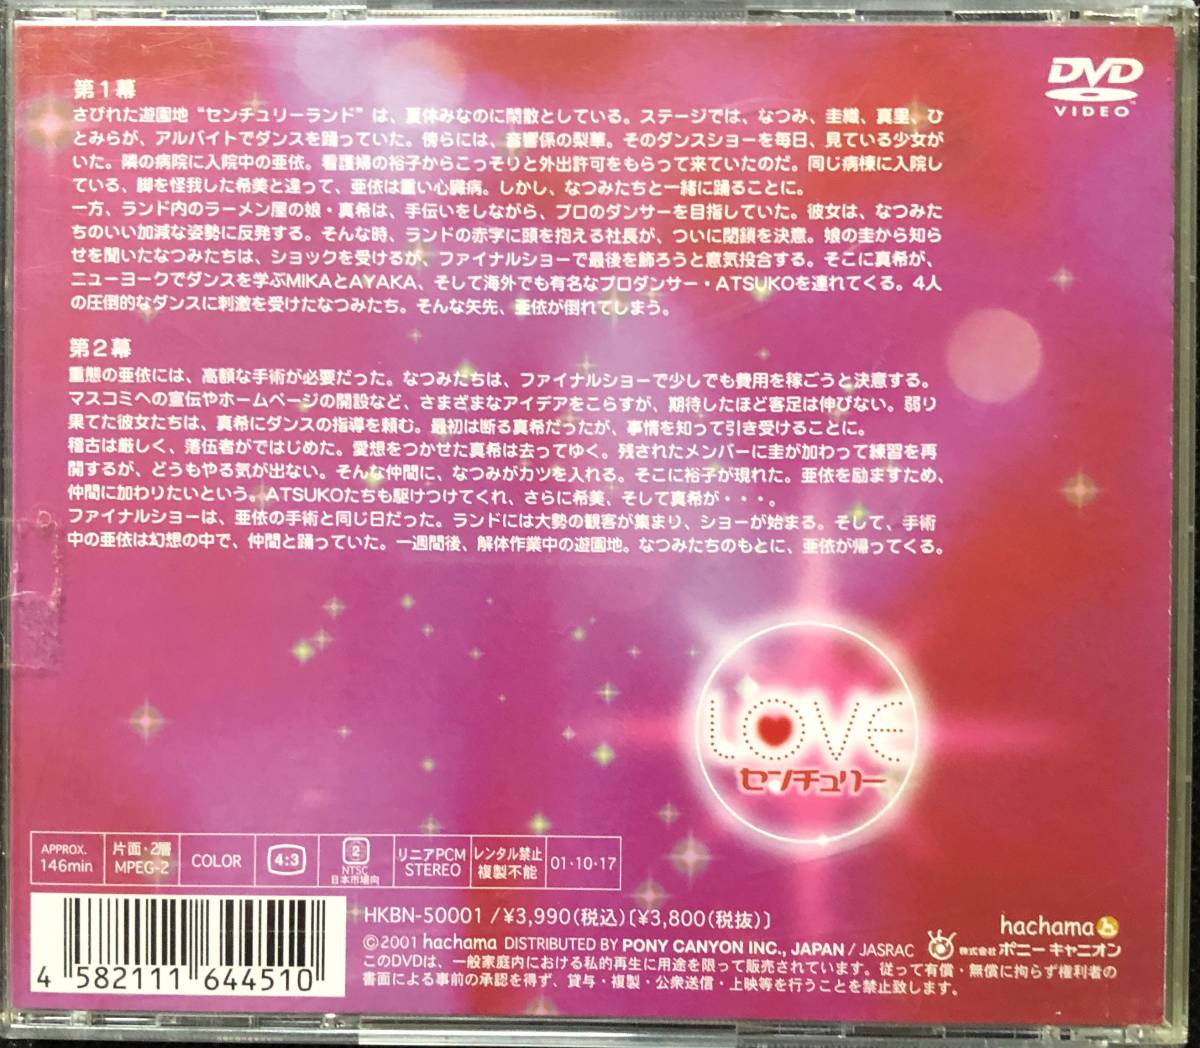 DVD
VIDEO
第1幕
さびれた遊園地“センチュリーランド”は、夏休みなのに閑散としている。ステージでは、なつみ、圭織、真里、ひ
とみらが、アルバイトでダンスを踊っていた。傍らには、音響係の梨華。そのダンスショーを毎日、見ている少女が
いた。隣の病院に入院中の亜依。看護婦の裕子からこっそりと外出許可をもらって来ていたのだ。同じ病棟に入院し
ている、脚を怪我した希美と違って、亜依は重い心臓病。しかし、なつみたちと一緒に踊ることに。
一方、ランド内のラーメン屋の娘・真希は、手伝いをしながら、プロのダンサーを目指していた。彼女は、なつみた
ちのいい加減な姿勢に反発する。そんな時、ランドの赤字に頭を抱える社長が、ついに閉鎖を決意。娘の圭から知ら
せを聞いたなつみたちは、ショックを受けるが、ファイナルショーで最後を飾ろうと意気投合する。そこに真希が、
ニューヨークでダンスを学ぶMIKAとAYAKA、そして海外でも有名なプロダンサー・ATSUKOを連れてくる。4人
の圧倒的なダンスに刺激を受けたなつみたち。そんな矢先、亜依が倒れてしまう。
第2幕
重態の亜依には、高額な手術が必要だった。なつみたちは、ファイナルショーで少しでも費用を稼ごうと決意する。
マスコミへの宣伝やホームページの開設など、さまざまなアイデアをこらすが、期待したほど客足は伸びない。弱り
果てた彼女たちは、真希にダンスの指導を頼む。最初は断る真希だったが、事情を知って引き受けることに。
稽古は厳しく、落伍者がではじめた。愛想をつかせた真希は去ってゆく。残されたメンバーに圭が加わって練習を再
開するが、どうもやる気が出ない。そんな仲間に、なつみがカツを入れる。そこに裕子が現れた。亜依を励ますため、
仲間に加わりたいという。ATSUKOたちも駆けつけてくれ、さらに希美、そして真希が・・・。
ファイナルショーは、亜依の手術と同じ日だった。ランドには大勢の観客が集まり、ショーが始まる。そして、手術
中の亜依は幻想の中で、仲間と踊っていた。一週間後、解体作業中の遊園地。なつみたちのもとに、亜依が帰ってくる。
LOVE
センチュリー
APPROX.
146min
片面・2層
MPEG-2
COLOR
4:3
2
NTSC
日本市場向
リニアPCM
STEREO
レンタル禁止
複製不能
01・10・17
4 582111 644510
HKBN-50001 /¥3,990(税込)〔¥3,800(税抜)〕
©2001 hachama DISTRIBUTED BY PONY CANYON INC., JAPAN / JASRAC
hachama
株式会社 ポニーキャニオン
このDVDは、一般家庭内における私的再生に用途を限って販売されています。従って有償・無償に拘らず権利者の
書面による事前の承認を得ず、貸与・複製・公衆送信・上映等を行うことを禁止致します。